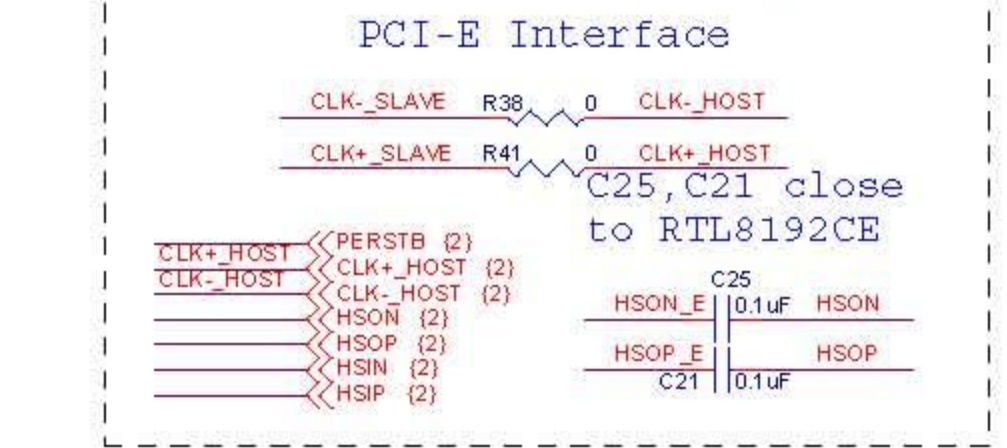 PCI-E Interface
CLK-_SLAVE R38 0 CLK-_HOST
CLK+_SLAVE R41 0 CLK+_HOST
C25,C21 close
to RTL8192CE
PERSTB {2}
CLK+_HOST CLK+_HOST {2}
CLK-_HOST CLK-_HOST {2}
HSON {2}
HSOP {2}
HSIN {2}
HSIP {2}
C25
HSON_E 0.1uF HSON
HSOP_E HSOP
C21 0.1uF